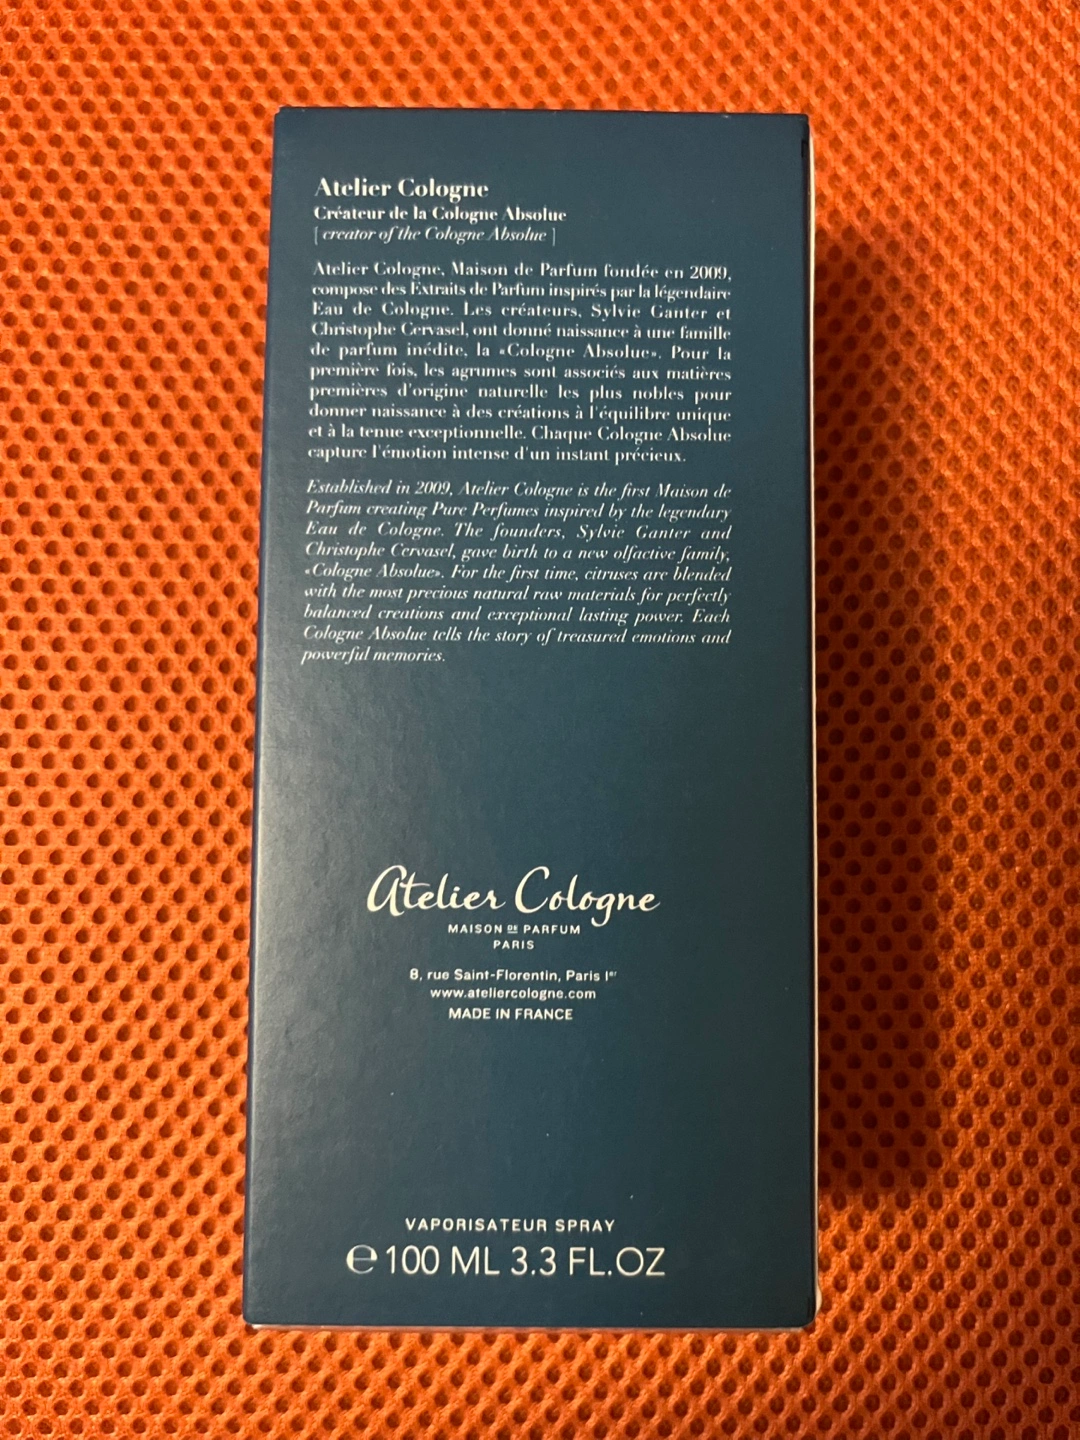 Atelier Cologne
Créateur de la Cologne Absolue
[ creator of the Cologne Absolue ]
Atelier Cologne, Maison de Parfum fondée en 2009,
compose des Extraits de Parfum inspirés par la légendaire
Eau de Cologne. Les créateurs, Sylvie Ganter et
Christophe Cervasel, ont donné naissance à une famille
de parfum inédite, la «Cologne Absolue». Pour la
première fois, les agrumes sont associés aux matières
premières d'origine naturelle les plus nobles pour
donner naissance à des créations à l'équilibre unique
et à la tenue exceptionnelle. Chaque Cologne Absolue
capture l'émotion intense d'un instant précieux.
Established in 2009, Atelier Cologne is the first Maison de
Parfum creating Pure Perfumes inspired by the legendary
Eau de Cologne. The founders, Sylvie Ganter and
Christophe Cervasel, gave birth to a new olfactive family,
«Cologne Absolue». For the first time, citruses are blended
with the most precious natural raw materials for perfectly
balanced creations and exceptional lasting power. Each
Cologne Absolue tells the story of treasured emotions and
powerful memories.
Atelier Cologne
MAISON DE PARFUM
PARIS
8, rue Saint-Florentin, Paris Iᵉʳ
www.ateliercologne.com
MADE IN FRANCE
VAPORISATEUR SPRAY
℮ 100 ML 3.3 FL.OZ